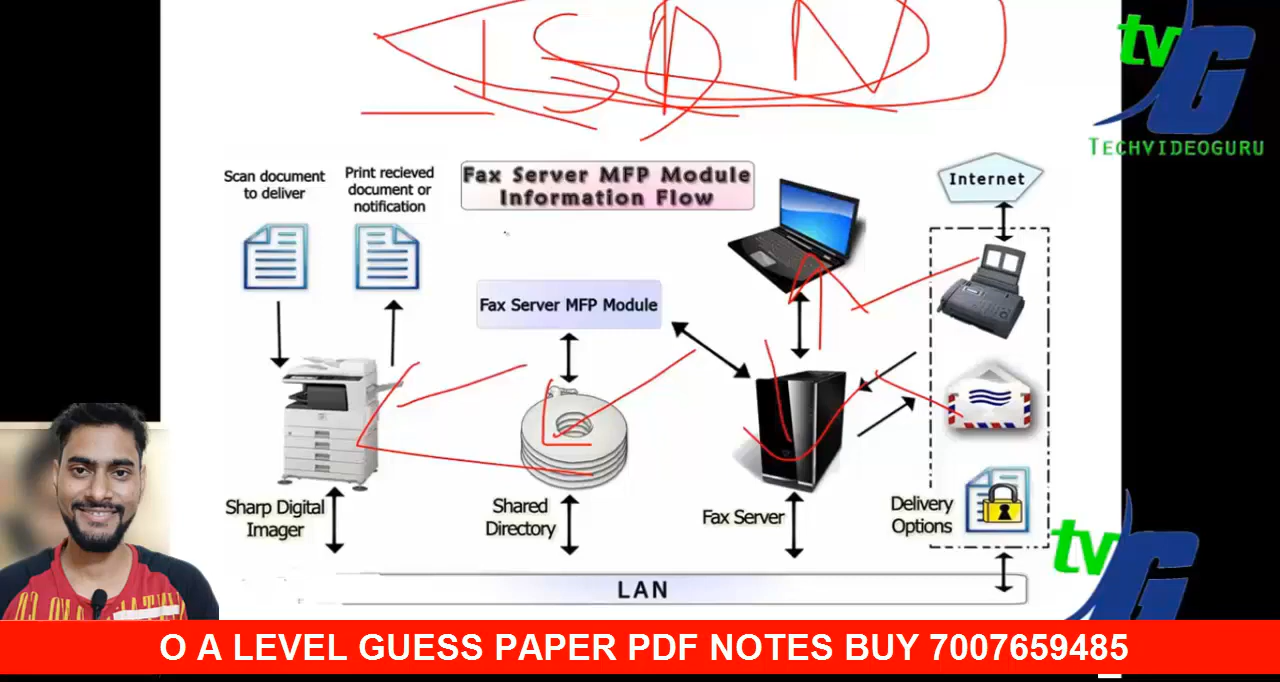 ISDN
tv
TECHVIDEOGURU
Scan document
to deliver
Print recieved
document or
notification
Fax Server MFP Module
Information Flow
Internet
Fax Server MFP Module
Sharp Digital
Imager
Shared
Directory
Fax Server
Delivery
Options
tv
LAN
O A LEVEL GUESS PAPER PDF NOTES BUY 7007659485